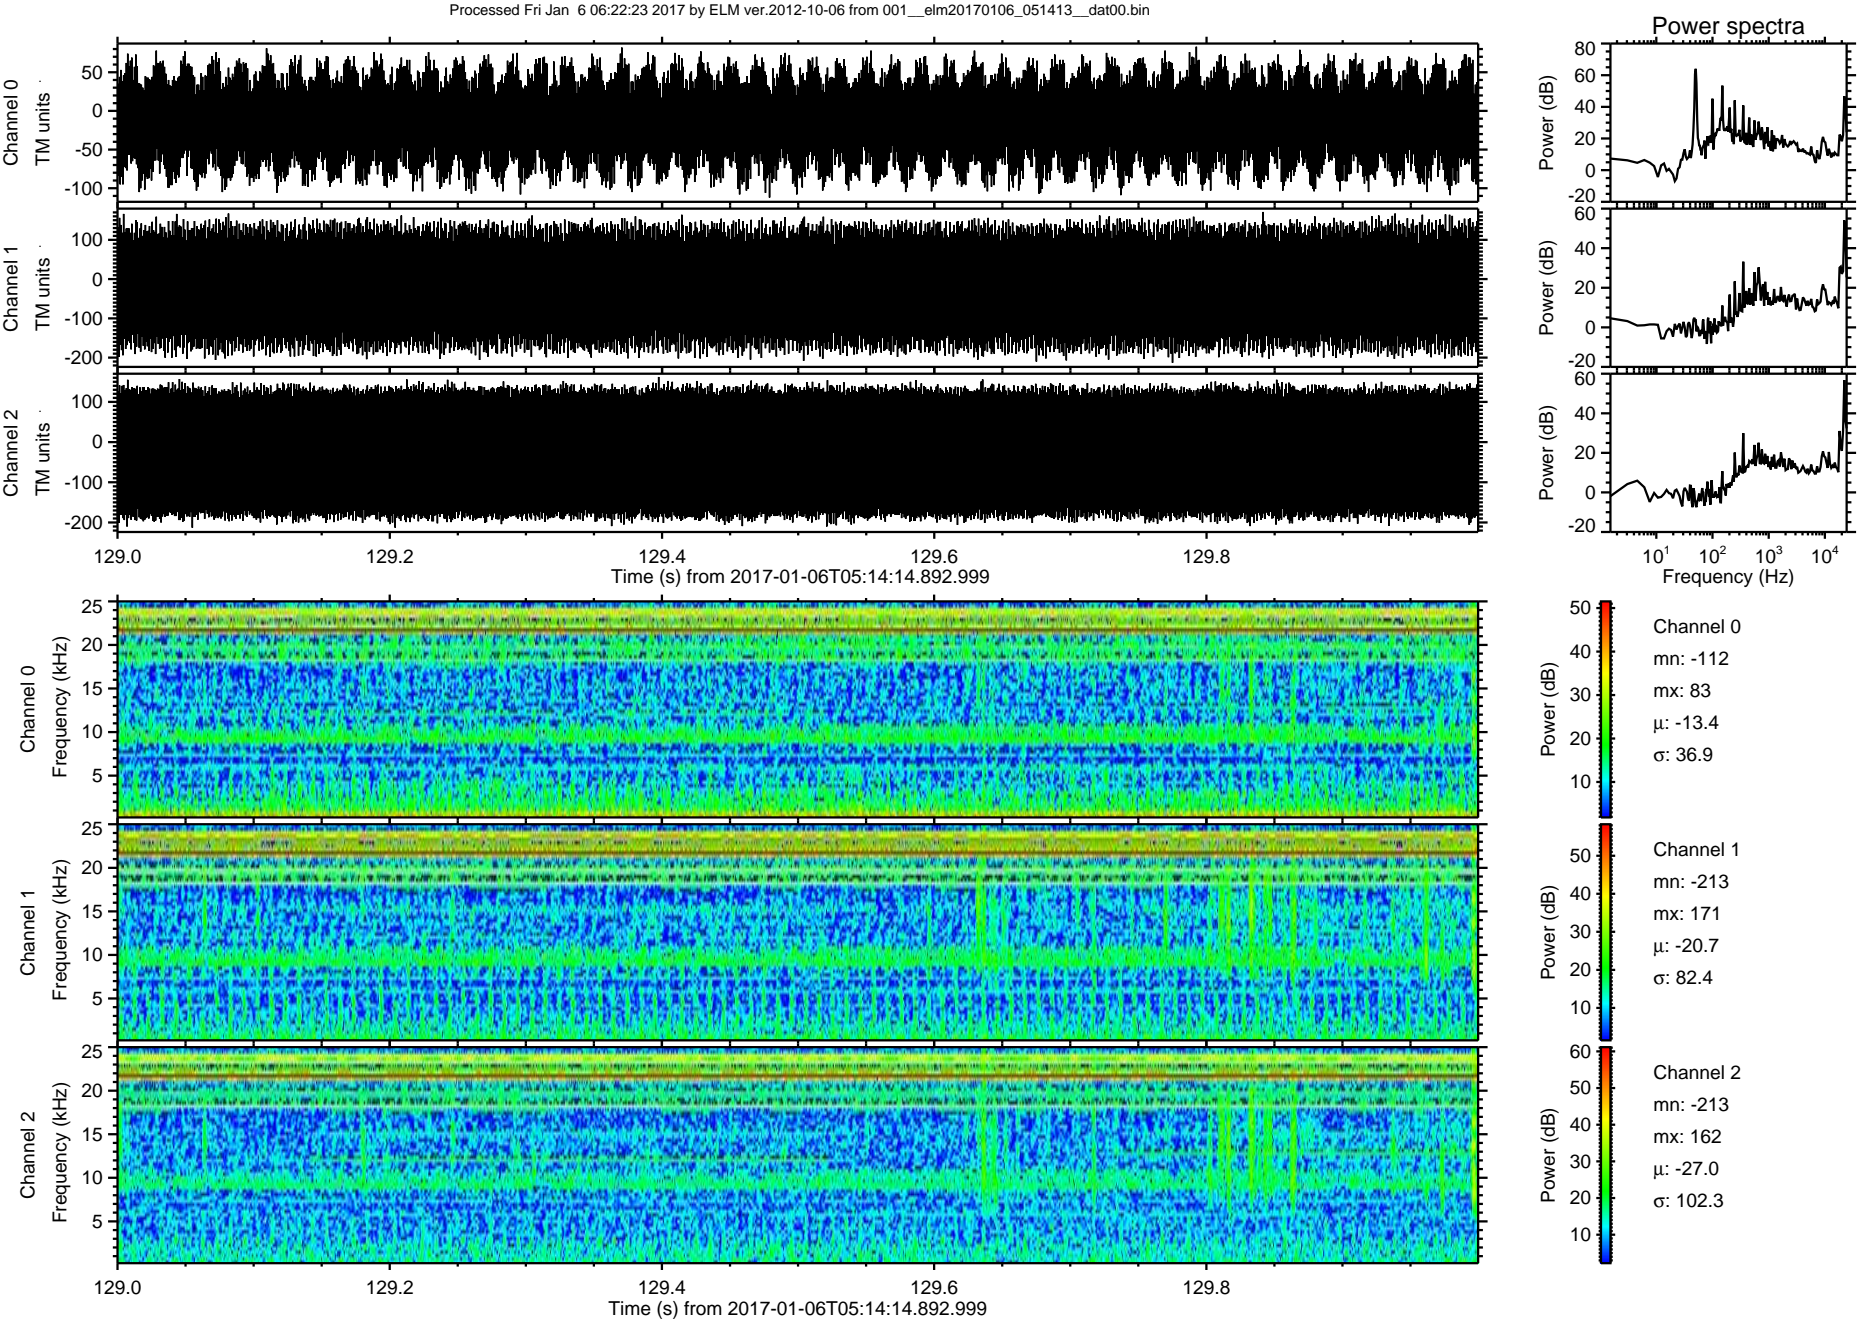 Processed Fri Jan  6 06:22:23 2017 by ELM ver.2012-10-06 from 001__elm20170106_051413__dat00.bin
Power spectra
Channel 0
TM units
50
0
-50
-100
Power (dB)
80
60
40
20
0
-20
Channel 1
TM units
100
0
-100
-200
Power (dB)
60
40
20
0
-20
Channel 2
TM units
100
0
-100
-200
Power (dB)
60
40
20
0
-20
129.0 129.2 129.4 129.6 129.8
Time (s) from 2017-01-06T05:14:14.892.999
10^1 10^2 10^3 10^4
Frequency (Hz)
Channel 0
Frequency (kHz)
25
20
15
10
5
Power (dB)
50
40
30
20
10
Channel 0
mn: -112
mx: 83
μ: -13.4
σ: 36.9
Channel 1
Frequency (kHz)
25
20
15
10
5
Power (dB)
50
40
30
20
10
Channel 1
mn: -213
mx: 171
μ: -20.7
σ: 82.4
Channel 2
Frequency (kHz)
25
20
15
10
5
Power (dB)
60
50
40
30
20
10
Channel 2
mn: -213
mx: 162
μ: -27.0
σ: 102.3
129.0 129.2 129.4 129.6 129.8
Time (s) from 2017-01-06T05:14:14.892.999